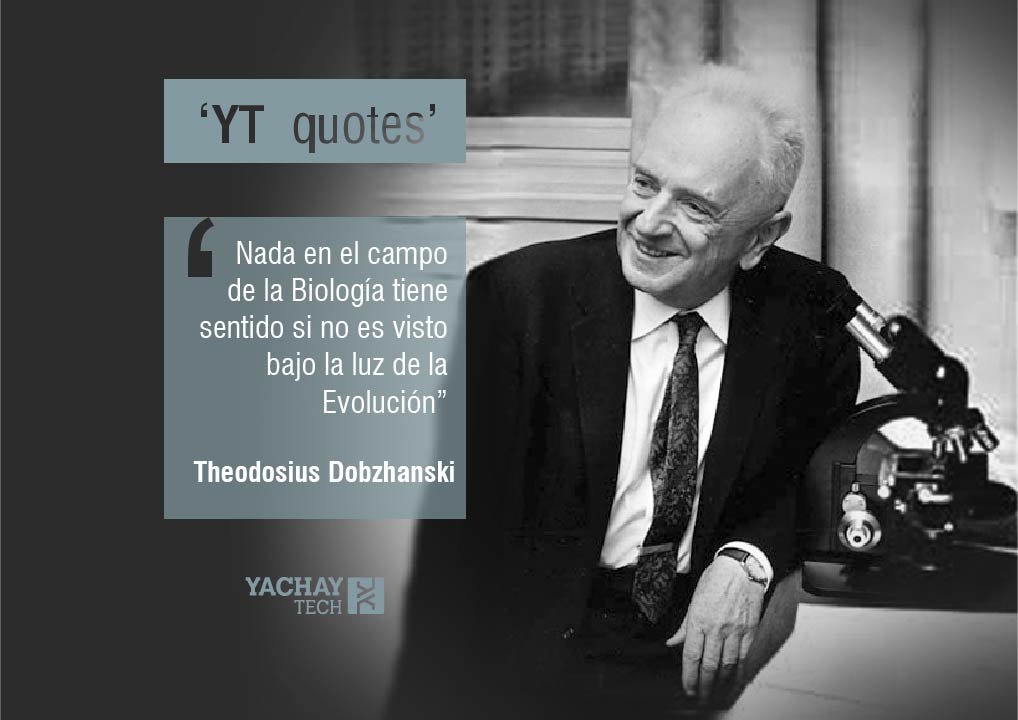 ‘YT quotes’
‘ Nada en el campo
de la Biología tiene
sentido si no es visto
bajo la luz de la
Evolución”
Theodosius Dobzhanski
YACHAY
TECH